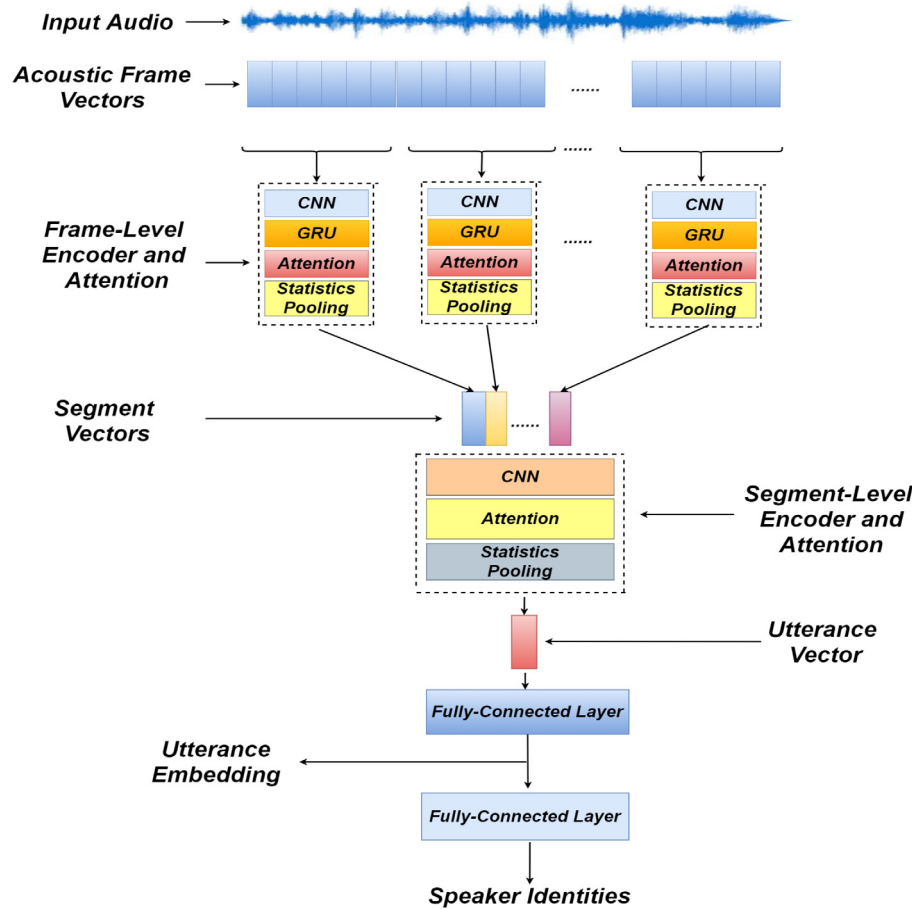 Input Audio
Acoustic Frame
Vectors
......
......
CNN
GRU
Attention
Statistics
Pooling
CNN
GRU
Attention
Statistics
Pooling
......
CNN
GRU
Attention
Statistics
Pooling
Frame-Level
Encoder and
Attention
Segment
Vectors
......
CNN
Attention
Statistics
Pooling
Segment-Level
Encoder and
Attention
Utterance
Vector
Fully-Connected Layer
Utterance
Embedding
Fully-Connected Layer
Speaker Identities